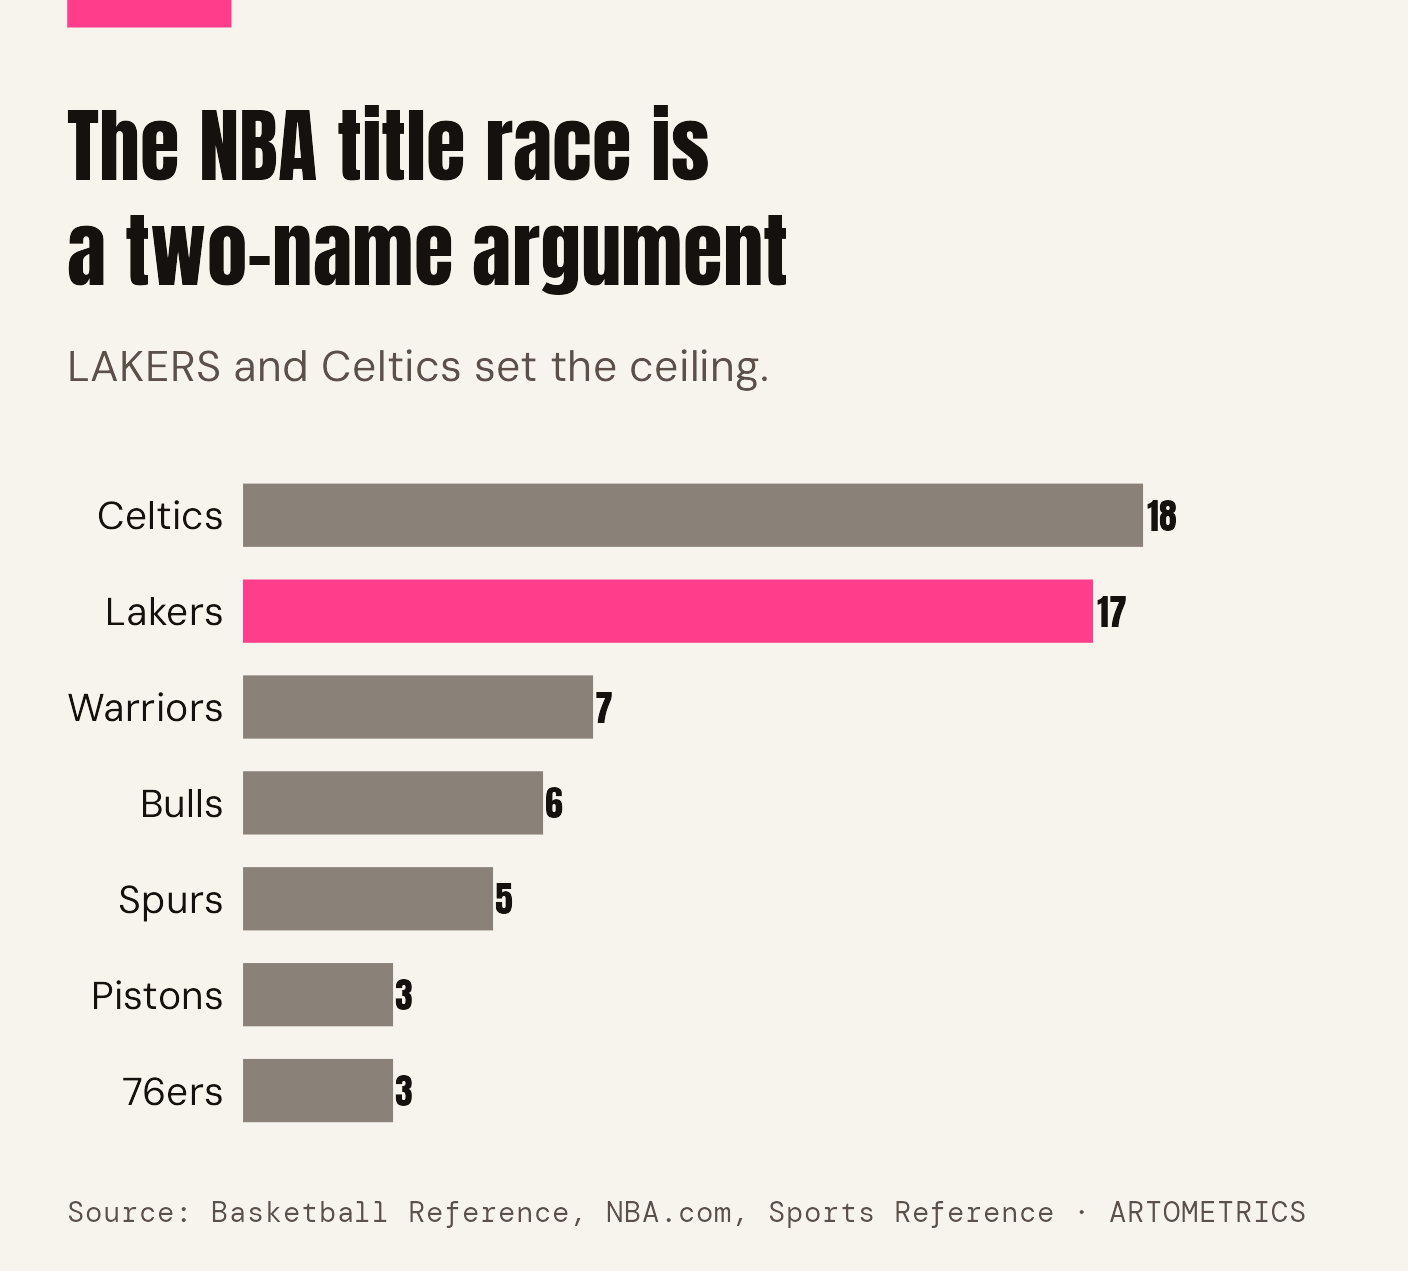 The NBA title race is
a two-name argument
LAKERS and Celtics set the ceiling.
Celtics 18
Lakers 17
Warriors 7
Bulls 6
Spurs 5
Pistons 3
76ers 3
Source: Basketball Reference, NBA.com, Sports Reference · ARTOMETRICS